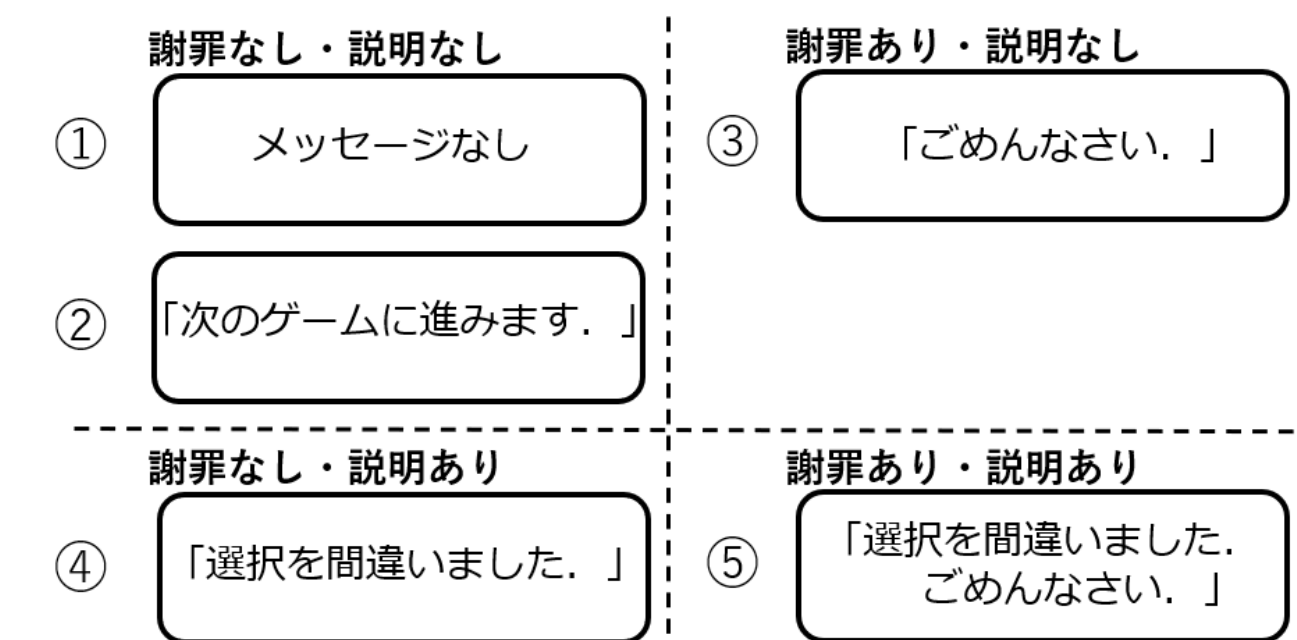 謝罪なし・説明なし
① メッセージなし
② 「次のゲームに進みます．」
謝罪あり・説明なし
③ 「ごめんなさい．」
謝罪なし・説明あり
④ 「選択を間違いました．」
謝罪あり・説明あり
⑤ 「選択を間違いました．
ごめんなさい．」